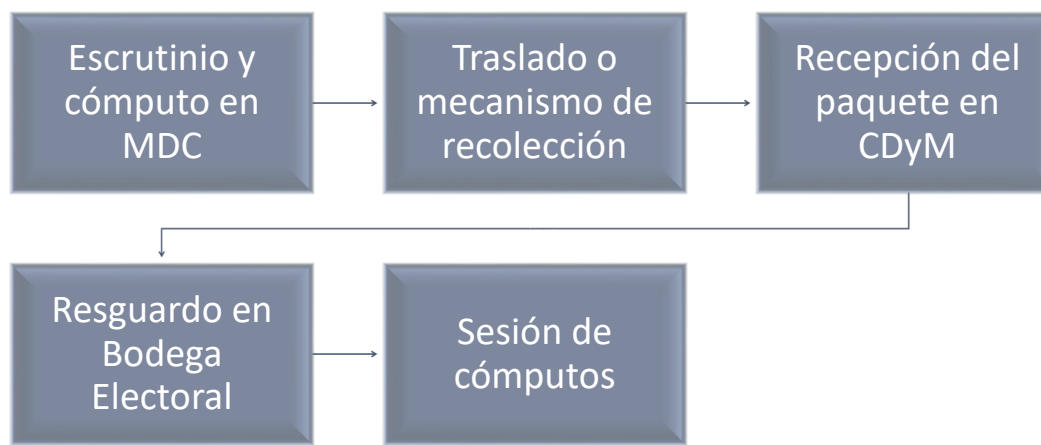 Escrutinio y
cómputo en
MDC
Traslado o
mecanismo de
recolección
Recepción del
paquete en
CDyM
Resguardo en
Bodega
Electoral
Sesión de
cómputos